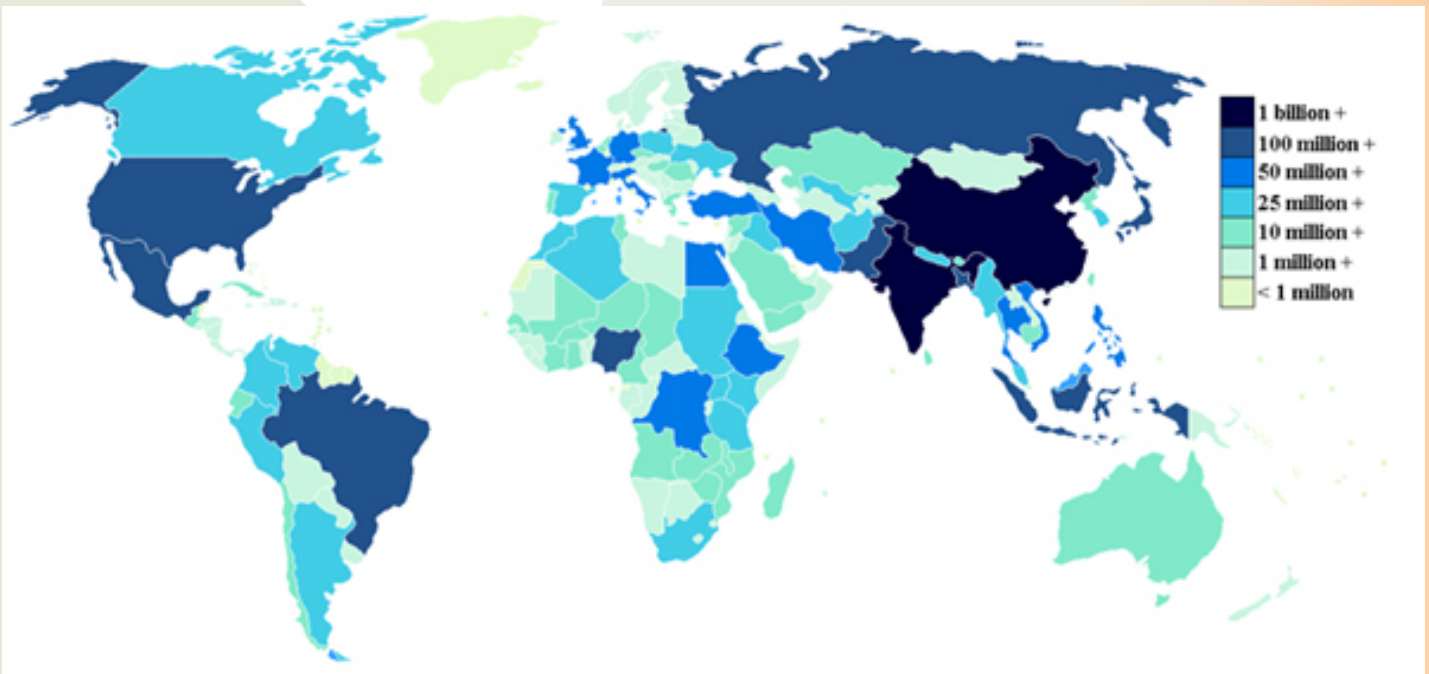 1 billion +
100 million +
50 million +
25 million +
10 million +
1 million +
< 1 million